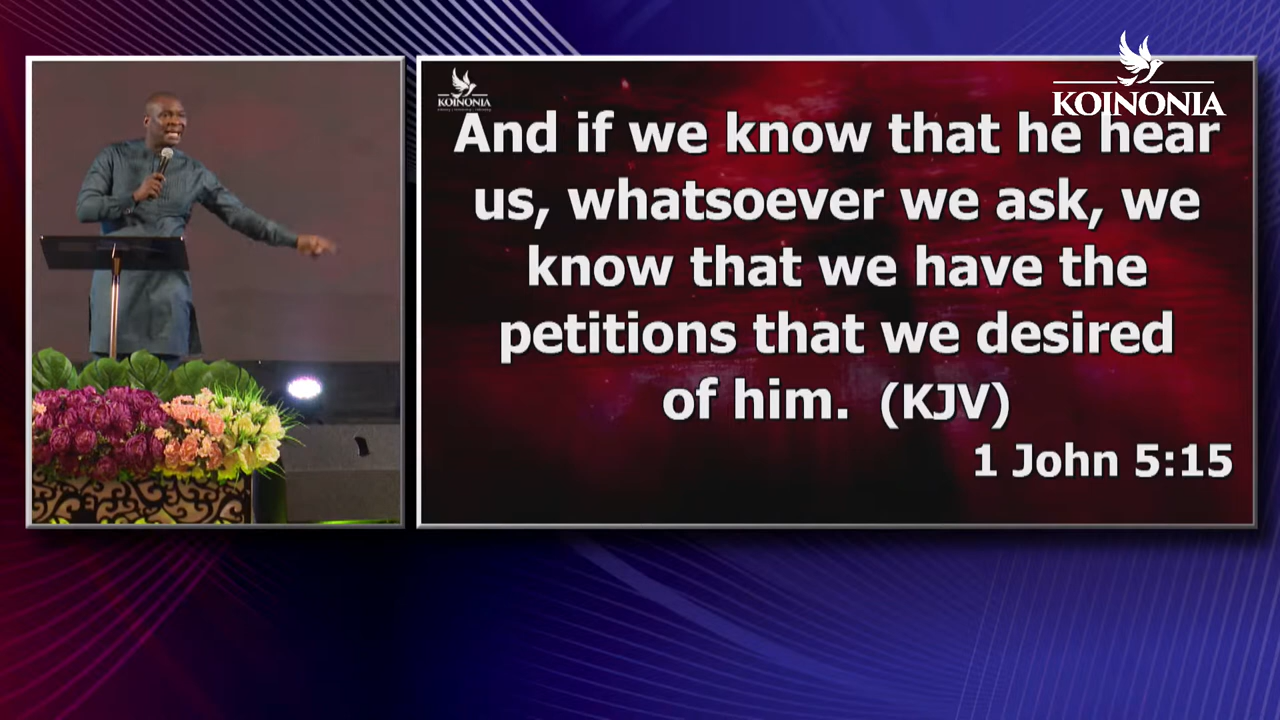 KOINONIA
KOINONIA
And if we know that he hear
us, whatsoever we ask, we
know that we have the
petitions that we desired
of him. (KJV)
1 John 5:15